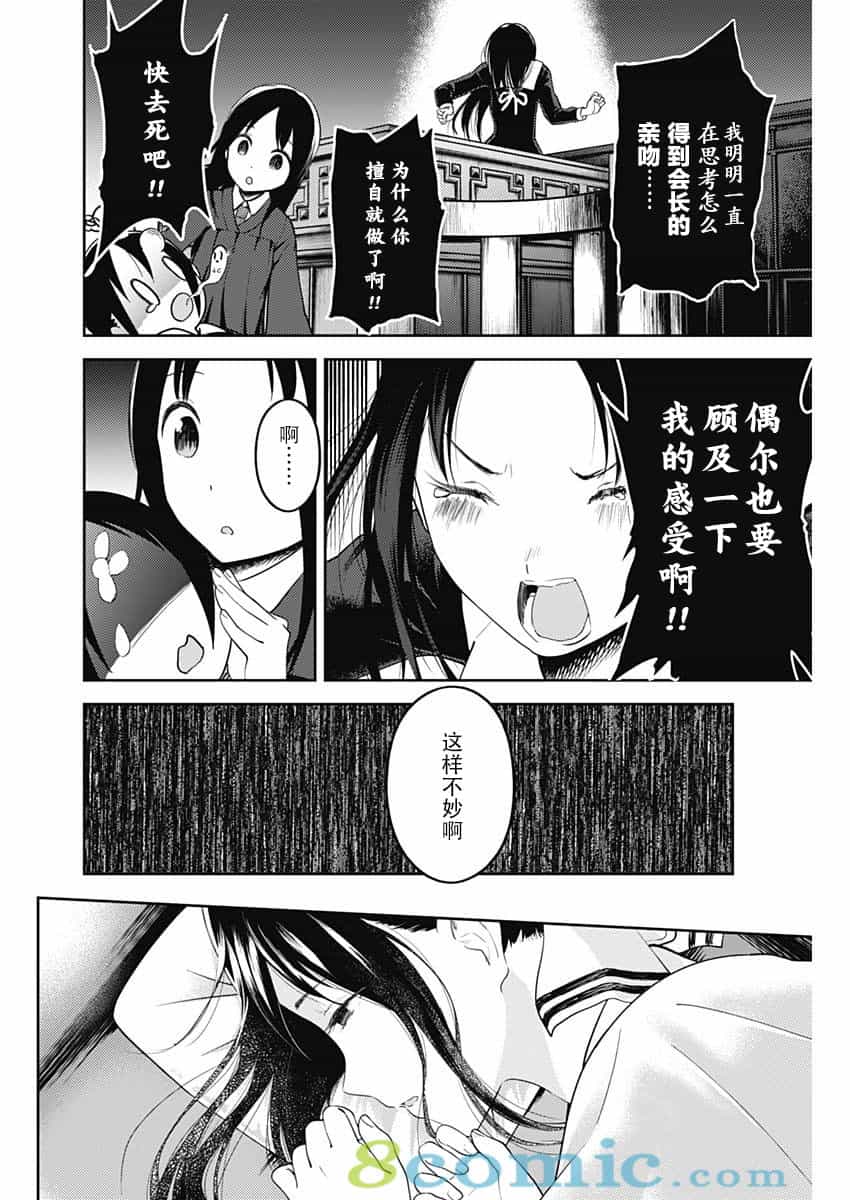 我明明一直
在思考怎么
得到会长的
亲吻……
为什么你
擅自就做了啊!!
快去死吧!!
偶尔也要
顾及一下
我的感受啊!!
啊……
这样不妙啊
8comic.com